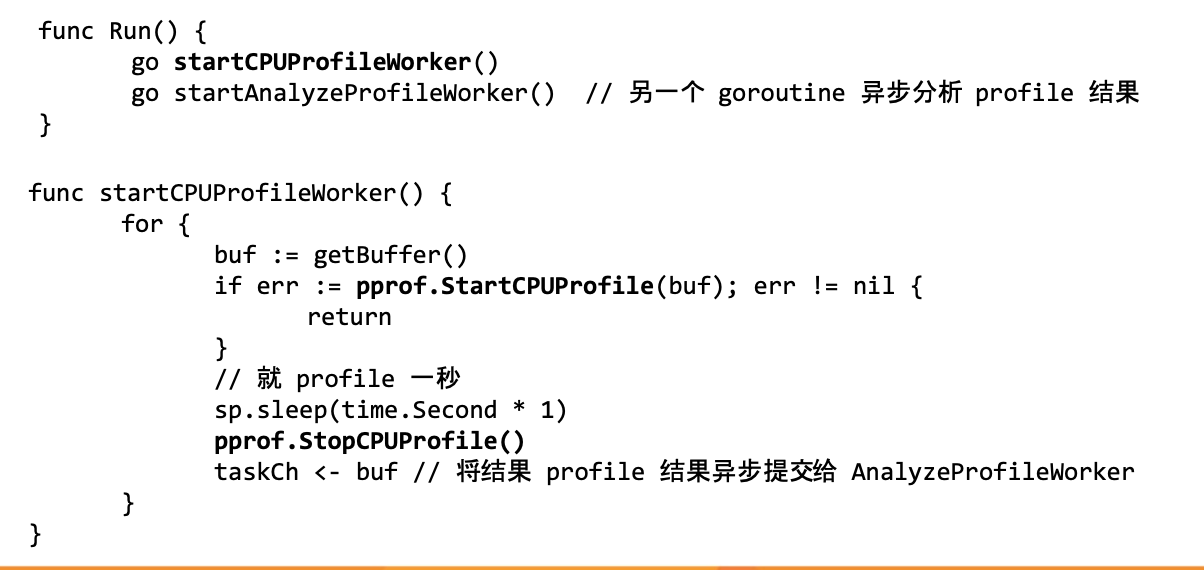 func Run() {
go startCPUProfileWorker()
go startAnalyzeProfileWorker() // 另一个 goroutine 异步分析 profile 结果
}
func startCPUProfileWorker() {
for {
buf := getBuffer()
if err := pprof.StartCPUProfile(buf); err != nil {
return
}
// 就 profile 一秒
sp.sleep(time.Second * 1)
pprof.StopCPUProfile()
taskCh <- buf // 将结果 profile 结果异步提交给 AnalyzeProfileWorker
}
}